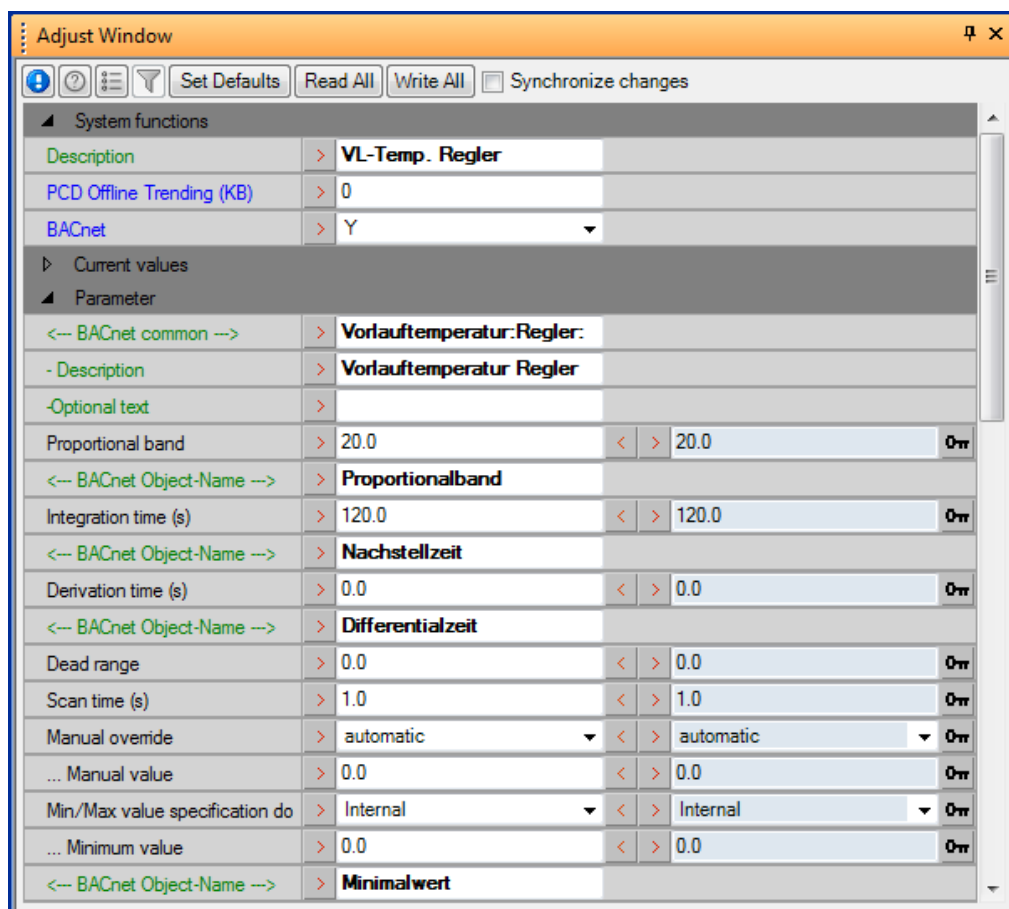 Adjust Window
Set Defaults Read All Write All Synchronize changes
System functions
Description > VL-Temp. Regler
PCD Offline Trending (KB) > 0
BACnet > Y
Current values
Parameter
<--- BACnet common ---> > Vorlauftemperatur:Regler:
- Description > Vorlauftemperatur Regler
-Optional text >
Proportional band > 20.0 < > 20.0
<--- BACnet Object-Name ---> > Proportionalband
Integration time (s) > 120.0 < > 120.0
<--- BACnet Object-Name ---> > Nachstellzeit
Derivation time (s) > 0.0 < > 0.0
<--- BACnet Object-Name ---> > Differentialzeit
Dead range > 0.0 < > 0.0
Scan time (s) > 1.0 < > 1.0
Manual override > automatic < > automatic
... Manual value > 0.0 < > 0.0
Min/Max value specification do > Internal < > Internal
... Minimum value > 0.0 < > 0.0
<--- BACnet Object-Name ---> > Minimalwert